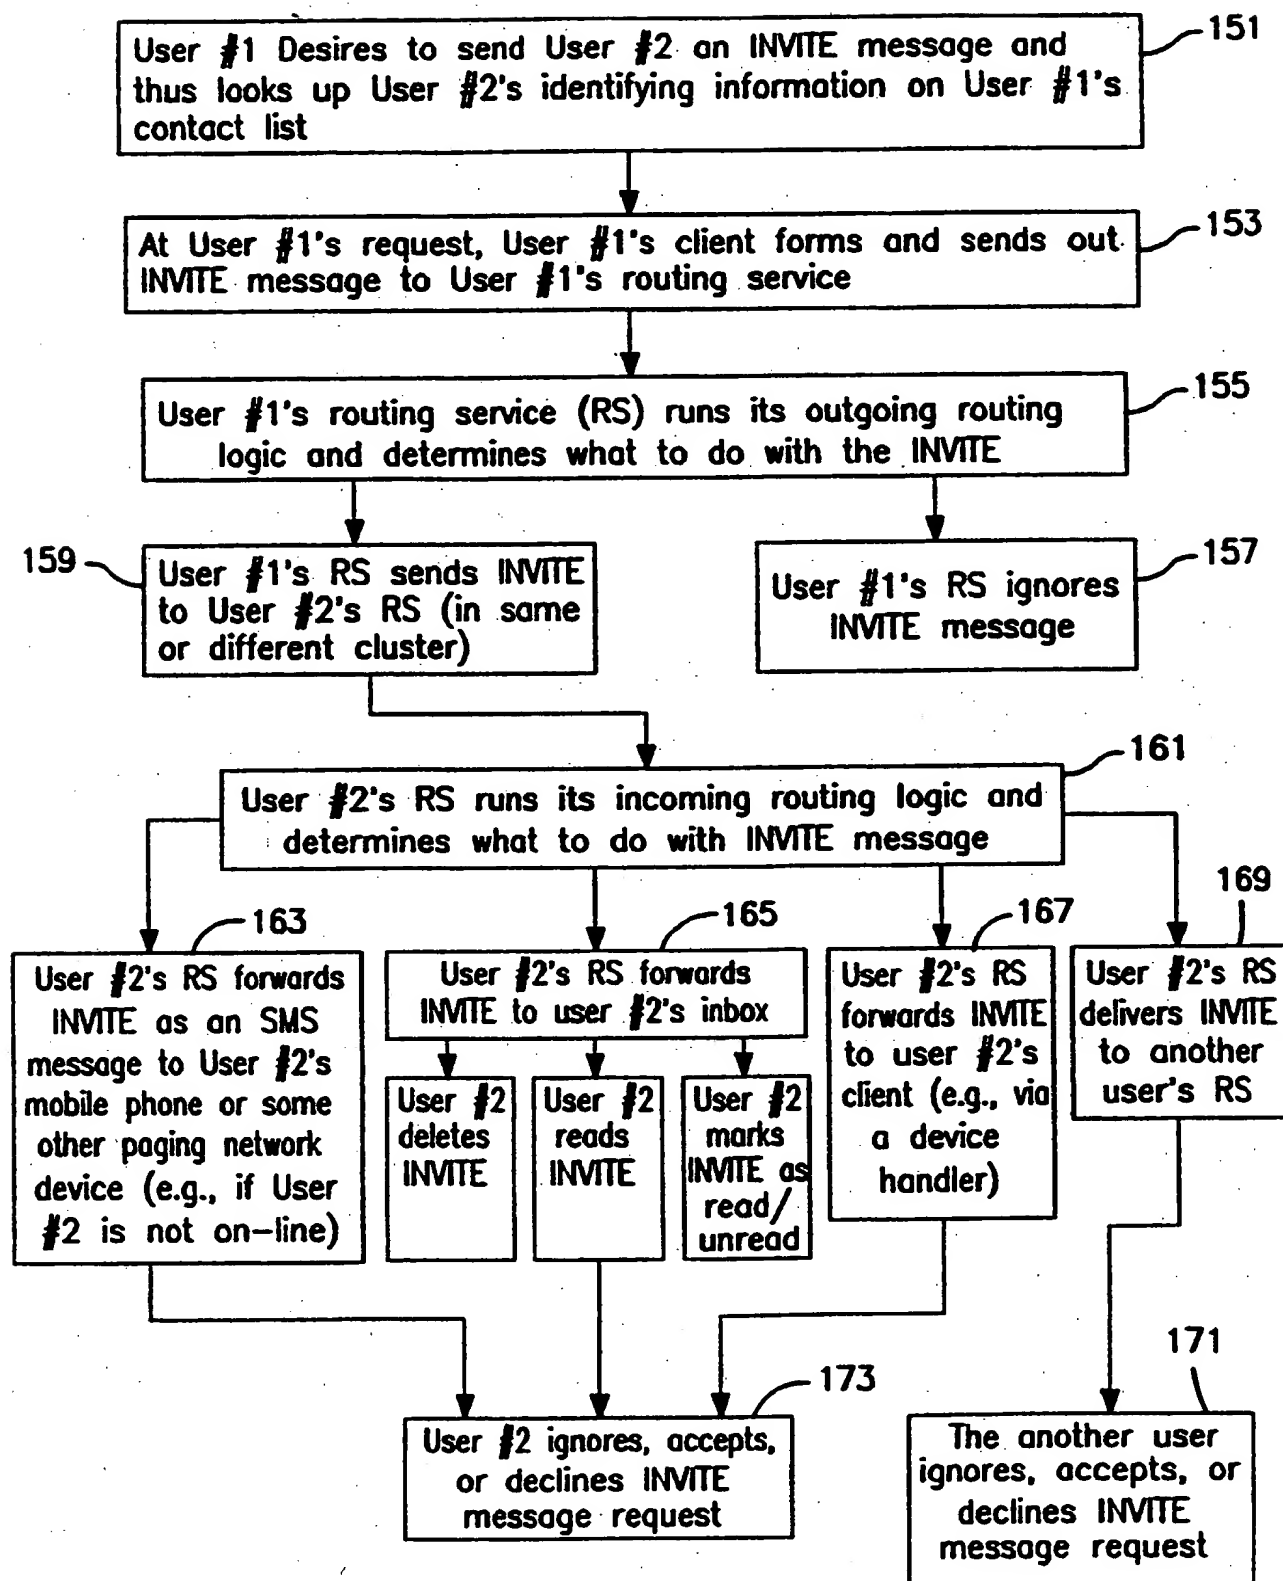 151
User #1 Desires to send User #2 an INVITE message and
thus looks up User #2's identifying information on User #1's
contact list
153
At User #1's request, User #1's client forms and sends out
INVITE message to User #1's routing service
155
User #1's routing service (RS) runs its outgoing routing
logic and determines what to do with the INVITE
159
User #1's RS sends INVITE
to User #2's RS (in same
or different cluster)
157
User #1's RS ignores
INVITE message
161
User #2's RS runs its incoming routing logic and
determines what to do with INVITE message
163
User #2's RS forwards
INVITE as an SMS
message to User #2's
mobile phone or some
other paging network
device (e.g., if User
#2 is not on-line)
165
User #2's RS forwards
INVITE to user #2's inbox
User #2
deletes
INVITE
User #2
reads
INVITE
User #2
marks
INVITE as
read/
unread
167
User #2's RS
forwards INVITE
to user #2's
client (e.g., via
a device
handler)
169
User #2's RS
delivers INVITE
to another
user's RS
173
User #2 ignores, accepts,
or declines INVITE
message request
171
The another user
ignores, accepts, or
declines INVITE
message request